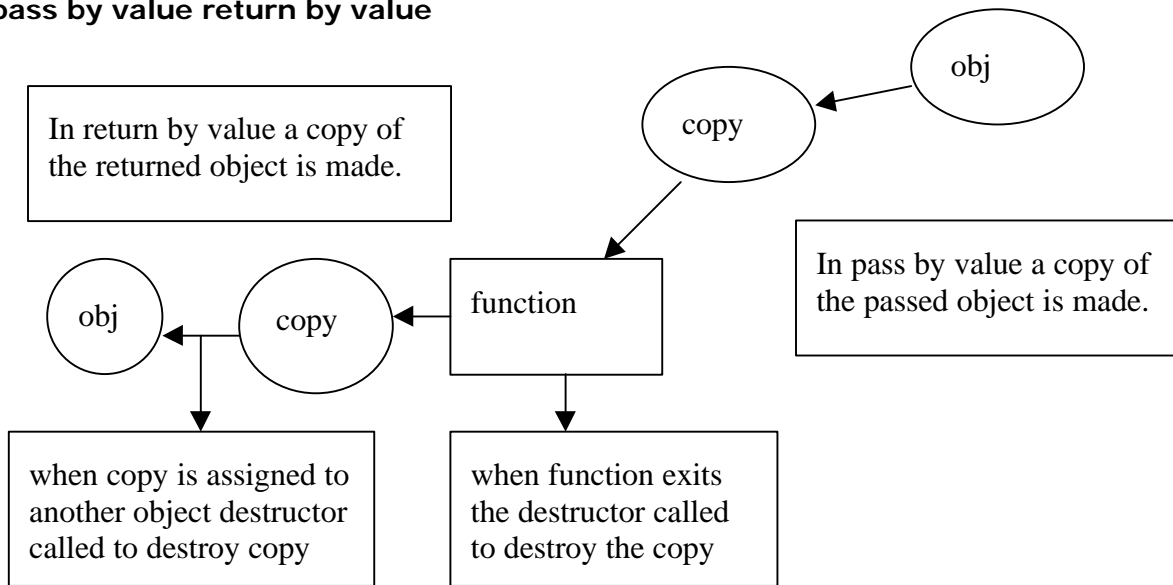 pass by value return by value
obj
copy
In return by value a copy of
the returned object is made.
In pass by value a copy of
the passed object is made.
function
obj
copy
when copy is assigned to
another object destructor
called to destroy copy
when function exits
the destructor called
to destroy the copy